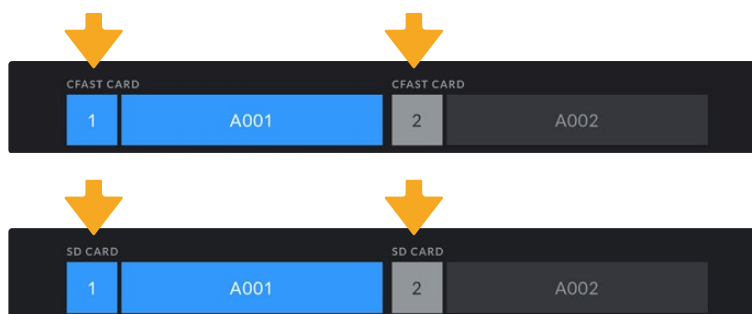 CFAST CARD CFAST CARD
1 A001 2 A002
SD CARD SD CARD
1 A001 2 A002